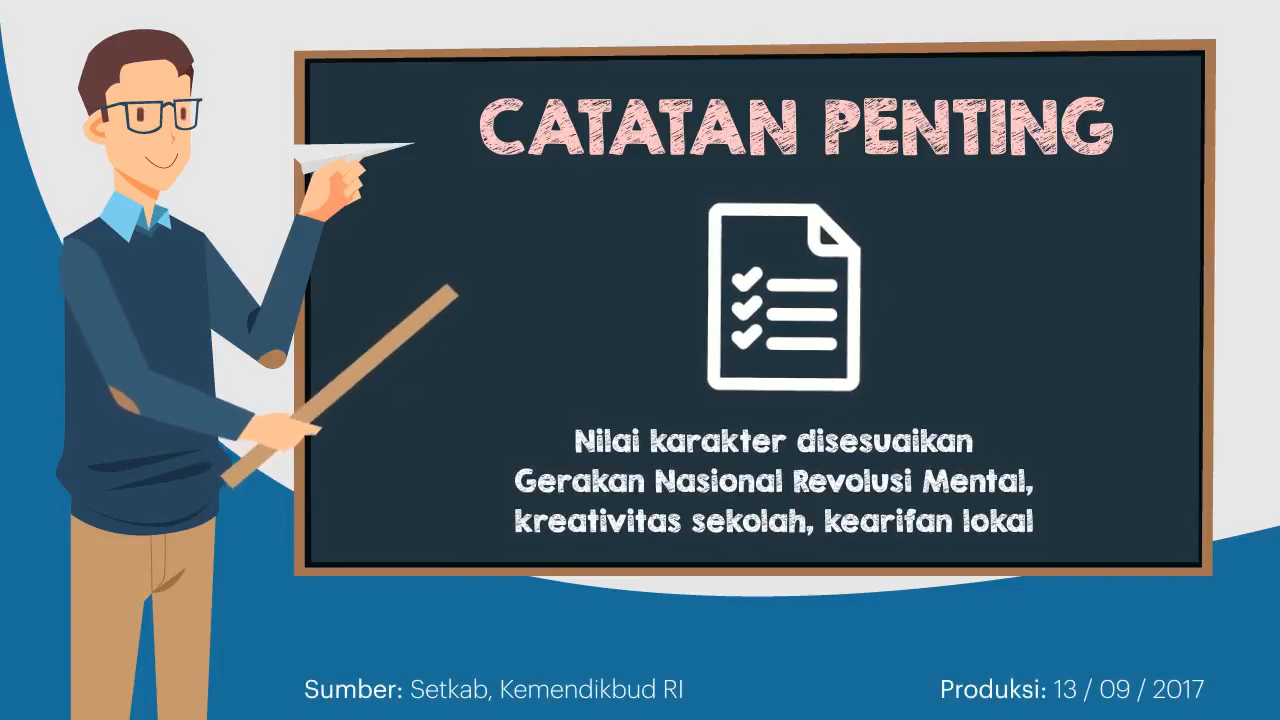 CATATAN PENTING
Nilai karakter disesuaikan
Gerakan Nasional Revolusi Mental,
kreativitas sekolah, kearifan lokal
Sumber: Setkab, Kemendikbud RI
Produksi: 13 / 09 / 2017